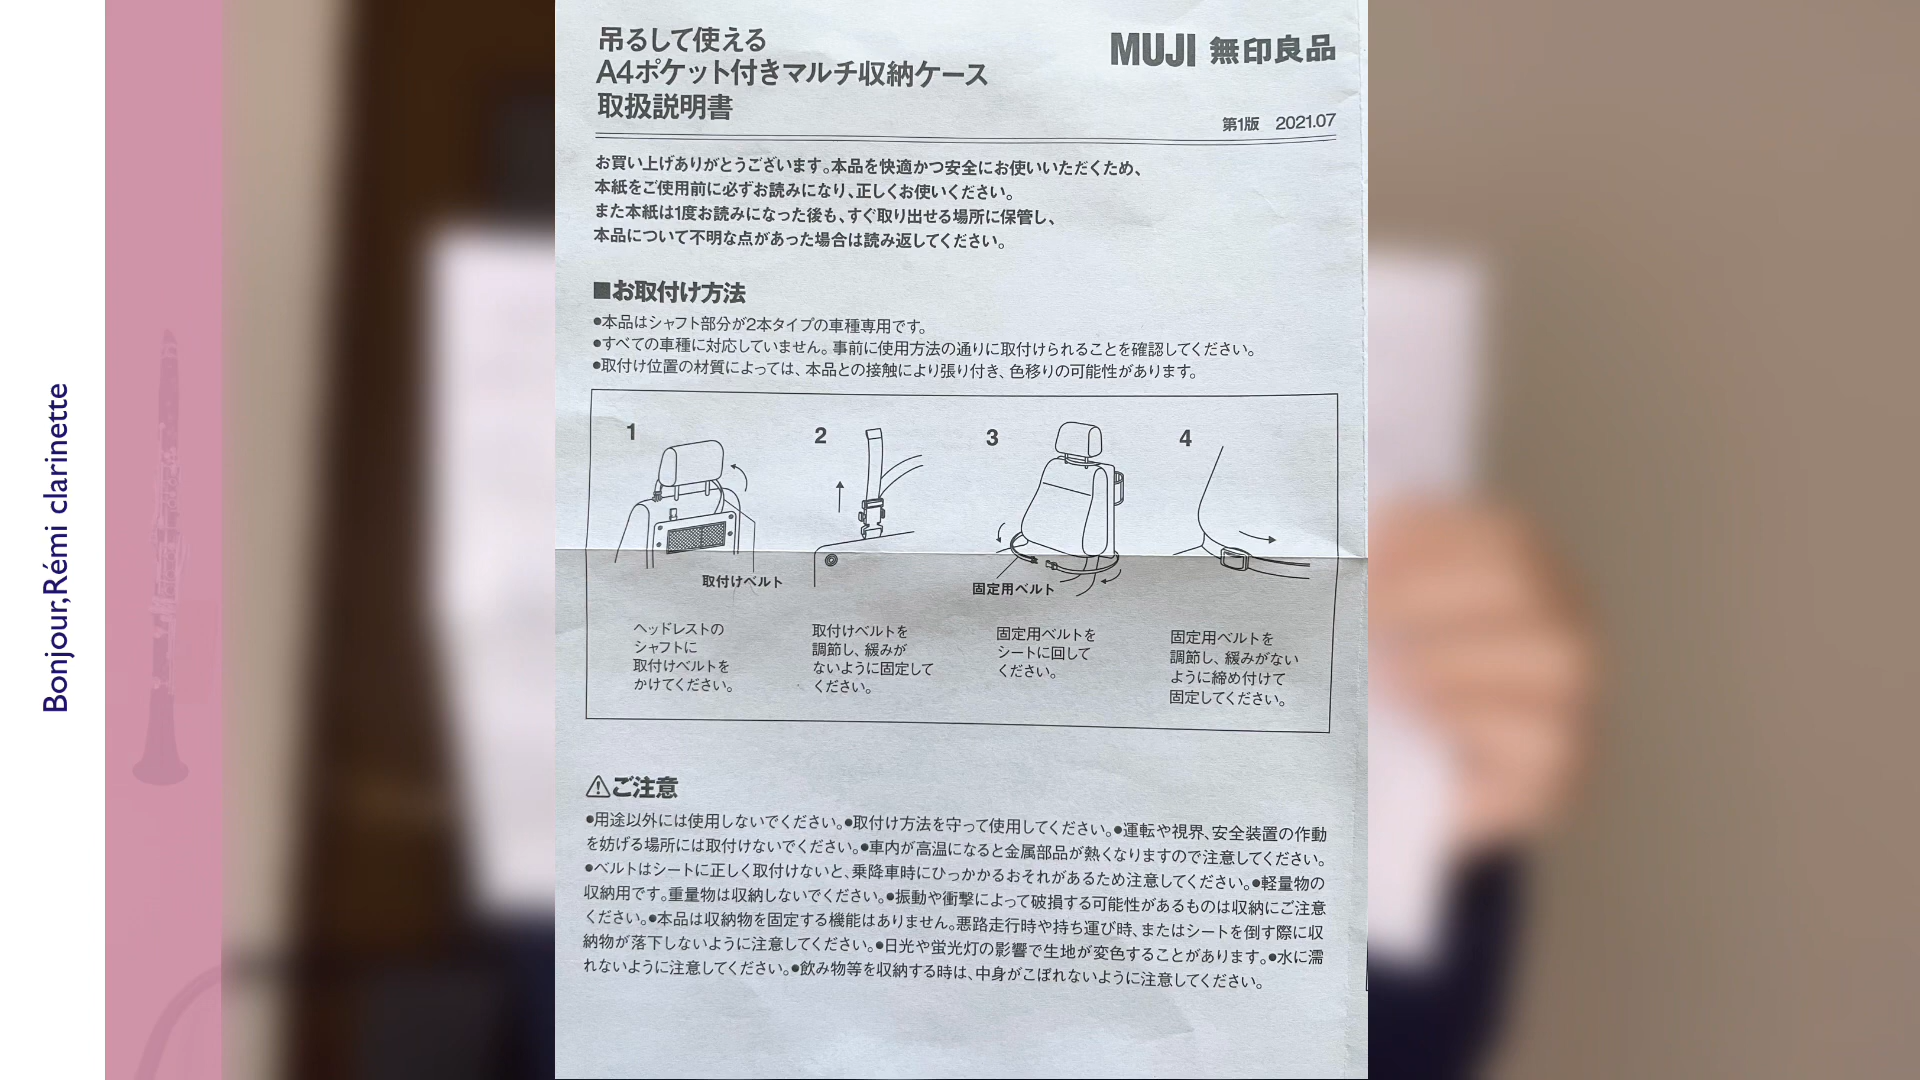 Bonjour,Rémi clarinette
吊るして使える
A4ポケット付きマルチ収納ケース
取扱説明書
MUJI 無印良品
第1版 2021.07
お買い上げありがとうございます。本品を快適かつ安全にお使いいただくため、
本紙をご使用前に必ずお読みになり、正しくお使いください。
また本紙は1度お読みになった後も、すぐ取り出せる場所に保管し、
本品について不明な点があった場合は読み返してください。
■お取付け方法
●本品はシャフト部分が2本タイプの車種専用です。
●すべての車種に対応していません。事前に使用方法の通りに取付けられることを確認してください。
●取付け位置の材質によっては、本品との接触により張り付き、色移りの可能性があります。
1
取付けベルト
ヘッドレストの
シャフトに
取付けベルトを
かけてください。
2
取付けベルトを
調節し、緩みが
ないように固定して
ください。
3
固定用ベルト
固定用ベルトを
シートに回して
ください。
4
固定用ベルトを
調節し、緩みがない
ように締め付けて
固定してください。
⚠ご注意
●用途以外には使用しないでください。●取付け方法を守って使用してください。●運転や視界、安全装置の作動
を妨げる場所には取付けないでください。●車内が高温になると金属部品が熱くなりますので注意してください。
●ベルトはシートに正しく取付けないと、乗降車時にひっかかるおそれがあるため注意してください。●軽量物の
収納用です。重量物は収納しないでください。●振動や衝撃によって破損する可能性があるものは収納にご注意
ください。●本品は収納物を固定する機能はありません。悪路走行時や持ち運び時、またはシートを倒す際に収
納物が落下しないように注意してください。●日光や蛍光灯の影響で生地が変色することがあります。●水に濡
れないように注意してください。●飲み物等を収納する時は、中身がこぼれないように注意してください。